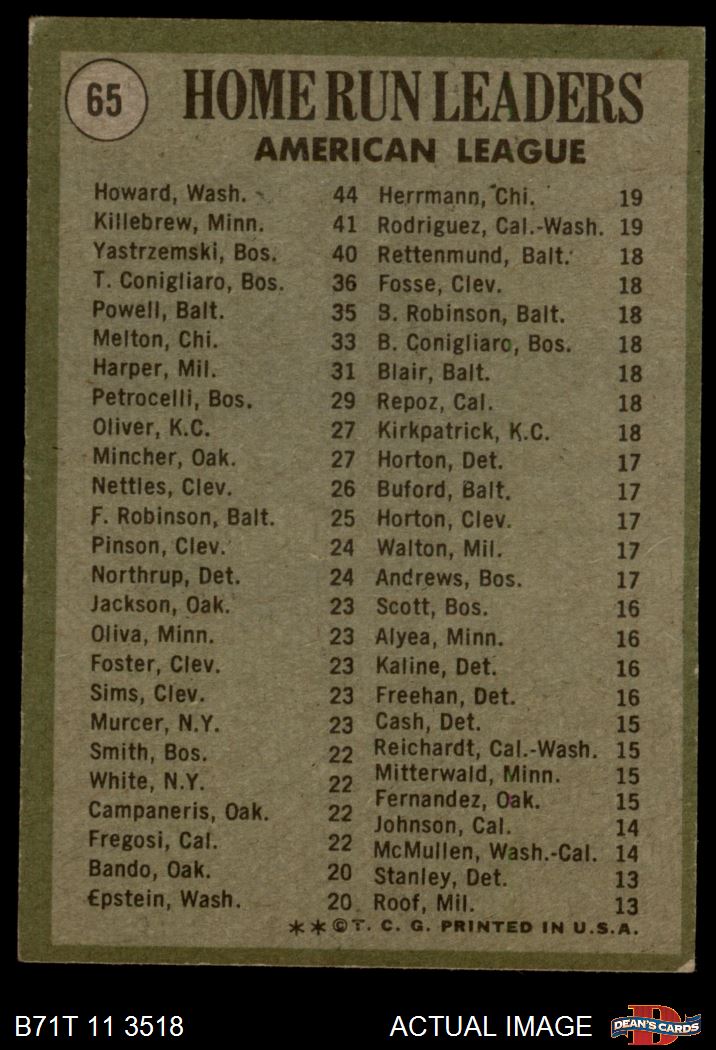 65
HOME RUN LEADERS
AMERICAN LEAGUE
Howard, Wash. 44
Killebrew, Minn. 41
Yastrzemski, Bos. 40
T. Conigliaro, Bos. 36
Powell, Balt. 35
Melton, Chi. 33
Harper, Mil. 31
Petrocelli, Bos. 29
Oliver, K.C. 27
Mincher, Oak. 27
Nettles, Clev. 26
F. Robinson, Balt. 25
Pinson, Clev. 24
Northrup, Det. 24
Jackson, Oak. 23
Oliva, Minn. 23
Foster, Clev. 23
Sims, Clev. 23
Murcer, N.Y. 23
Smith, Bos. 22
White, N.Y. 22
Campaneris, Oak. 22
Fregosi, Cal. 22
Bando, Oak. 20
Epstein, Wash. 20
Herrmann, Chi. 19
Rodriguez, Cal.-Wash. 19
Rettenmund, Balt. 18
Fosse, Clev. 18
B. Robinson, Balt. 18
B. Conigliaro, Bos. 18
Blair, Balt. 18
Repoz, Cal. 18
Kirkpatrick, K.C. 18
Horton, Det. 17
Buford, Balt. 17
Horton, Clev. 17
Walton, Mil. 17
Andrews, Bos. 17
Scott, Bos. 16
Alyea, Minn. 16
Kaline, Det. 16
Freehan, Det. 16
Cash, Det. 15
Reichardt, Cal.-Wash. 15
Mitterwald, Minn. 15
Fernandez, Oak. 15
Johnson, Cal. 14
McMullen, Wash.-Cal. 14
Stanley, Det. 13
Roof, Mil. 13
**©T. C. G. PRINTED IN U.S.A.
B71T 11 3518
ACTUAL IMAGE
D
DEAN'S CARDS